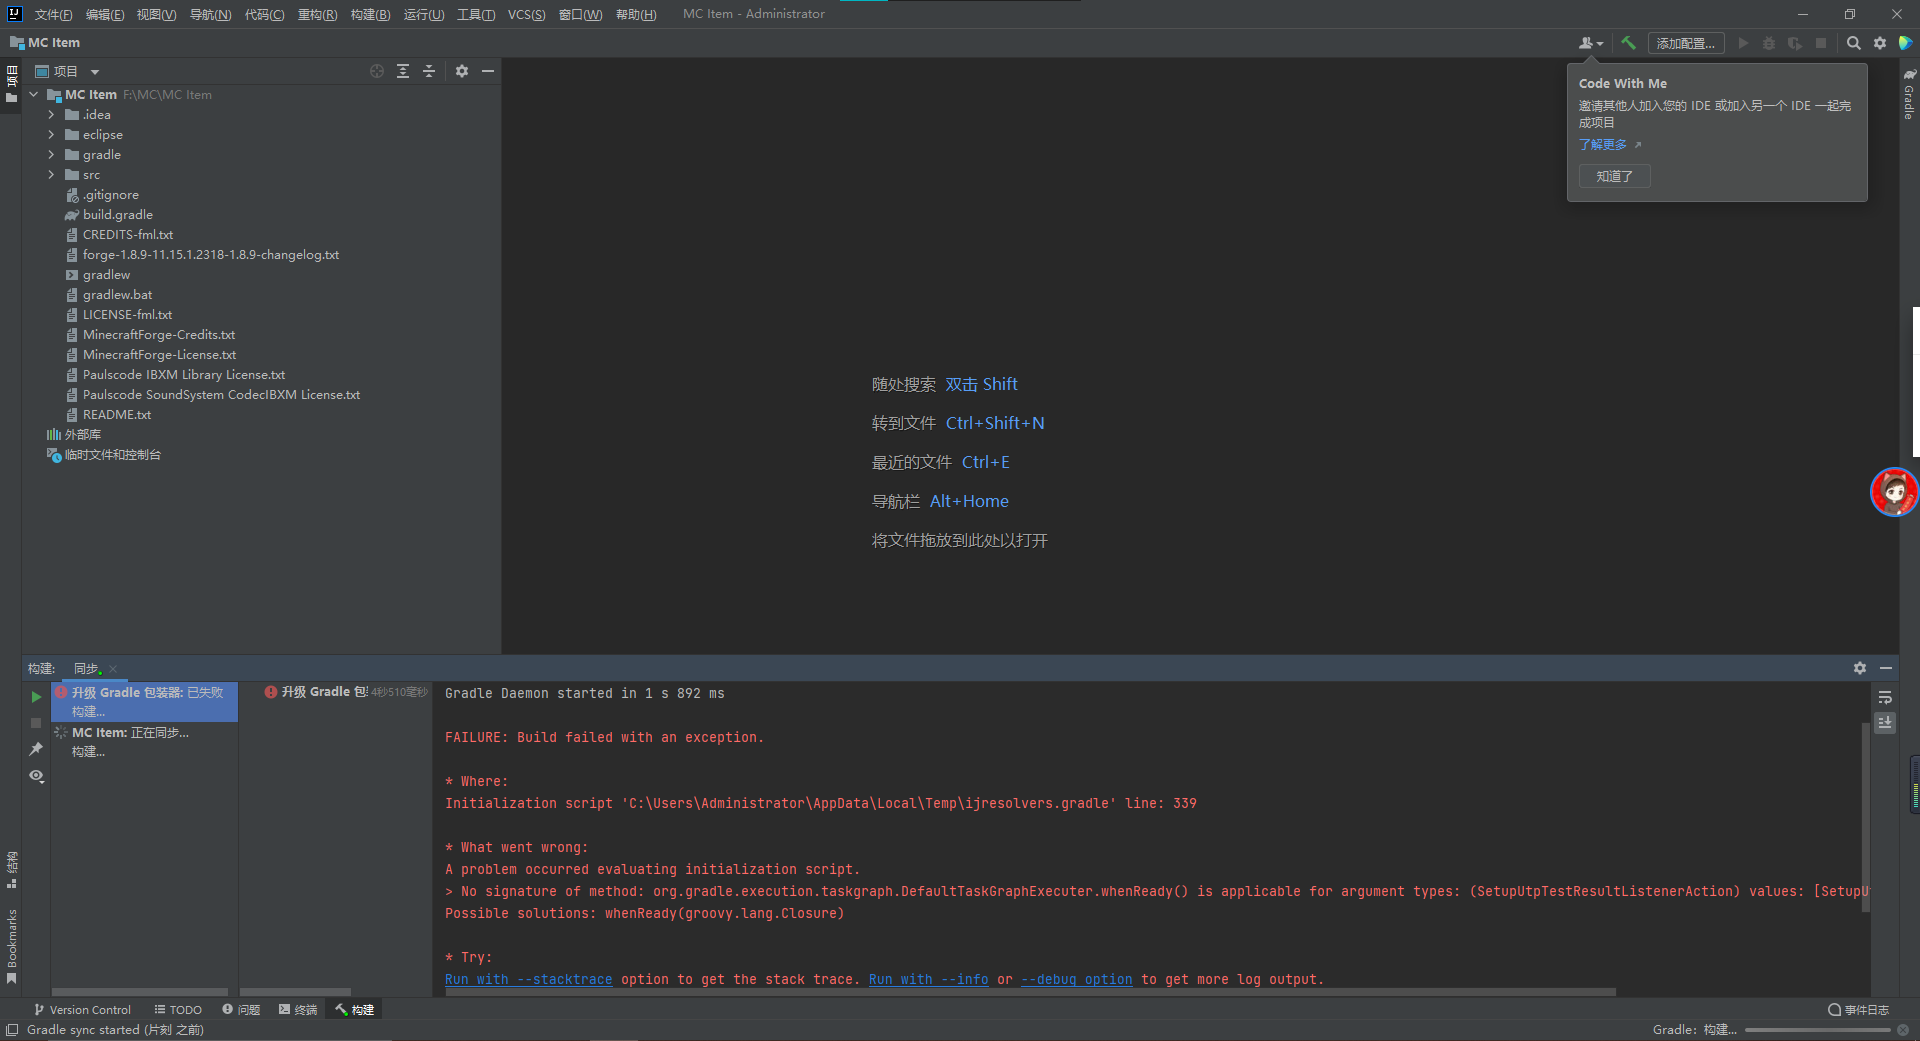 文件(F) 编辑(E) 视图(V) 导航(N) 代码(C) 重构(R) 构建(B) 运行(U) 工具(T) VCS(S) 窗口(W) 帮助(H) MC Item - Administrator
MC Item
添加配置...
项目
项目
MC Item F:\MC\MC Item
.idea
eclipse
gradle
src
.gitignore
build.gradle
CREDITS-fml.txt
forge-1.8.9-11.15.1.2318-1.8.9-changelog.txt
gradlew
gradlew.bat
LICENSE-fml.txt
MinecraftForge-Credits.txt
MinecraftForge-License.txt
Paulscode IBXM Library License.txt
Paulscode SoundSystem CodecIBXM License.txt
README.txt
外部库
临时文件和控制台
Code With Me
邀请其他人加入您的 IDE 或加入另一个 IDE 一起完
成项目
了解更多
知道了
Gradle
随处搜索 双击 Shift
转到文件 Ctrl+Shift+N
最近的文件 Ctrl+E
导航栏 Alt+Home
将文件拖放到此处以打开
构建: 同步
升级 Gradle 包装器: 已失败
构建...
MC Item: 正在同步...
构建...
升级 Gradle 包! 4秒510毫秒
Gradle Daemon started in 1 s 892 ms
FAILURE: Build failed with an exception.
* Where:
Initialization script 'C:\Users\Administrator\AppData\Local\Temp\ijresolvers.gradle' line: 339
* What went wrong:
A problem occurred evaluating initialization script.
> No signature of method: org.gradle.execution.taskgraph.DefaultTaskGraphExecuter.whenReady() is applicable for argument types: (SetupUtpTestResultListenerAction) values: [SetupU
Possible solutions: whenReady(groovy.lang.Closure)
* Try:
Run with --stacktrace option to get the stack trace. Run with --info or --debug option to get more log output.
结构
Bookmarks
Version Control TODO 问题 终端 构建 事件日志
Gradle sync started (片刻 之前) Gradle: 构建...